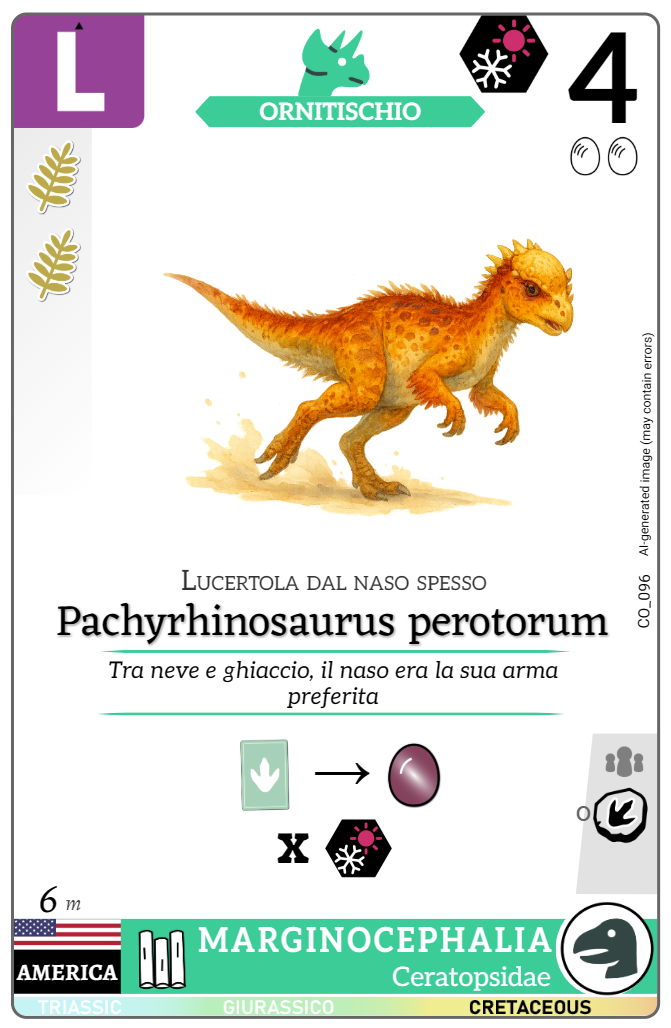 L
ORNITISCHIO
4
AI-generated image (may contain errors)
CO_096
Lucertola dal naso spesso
Pachyrhinosaurus perotorum
Tra neve e ghiaccio, il naso era la sua arma
preferita
x
o
6 m
AMERICA
MARGINOCEPHALIA
Ceratopsidae
TRIASSIC
GIURASSICO
CRETACEOUS